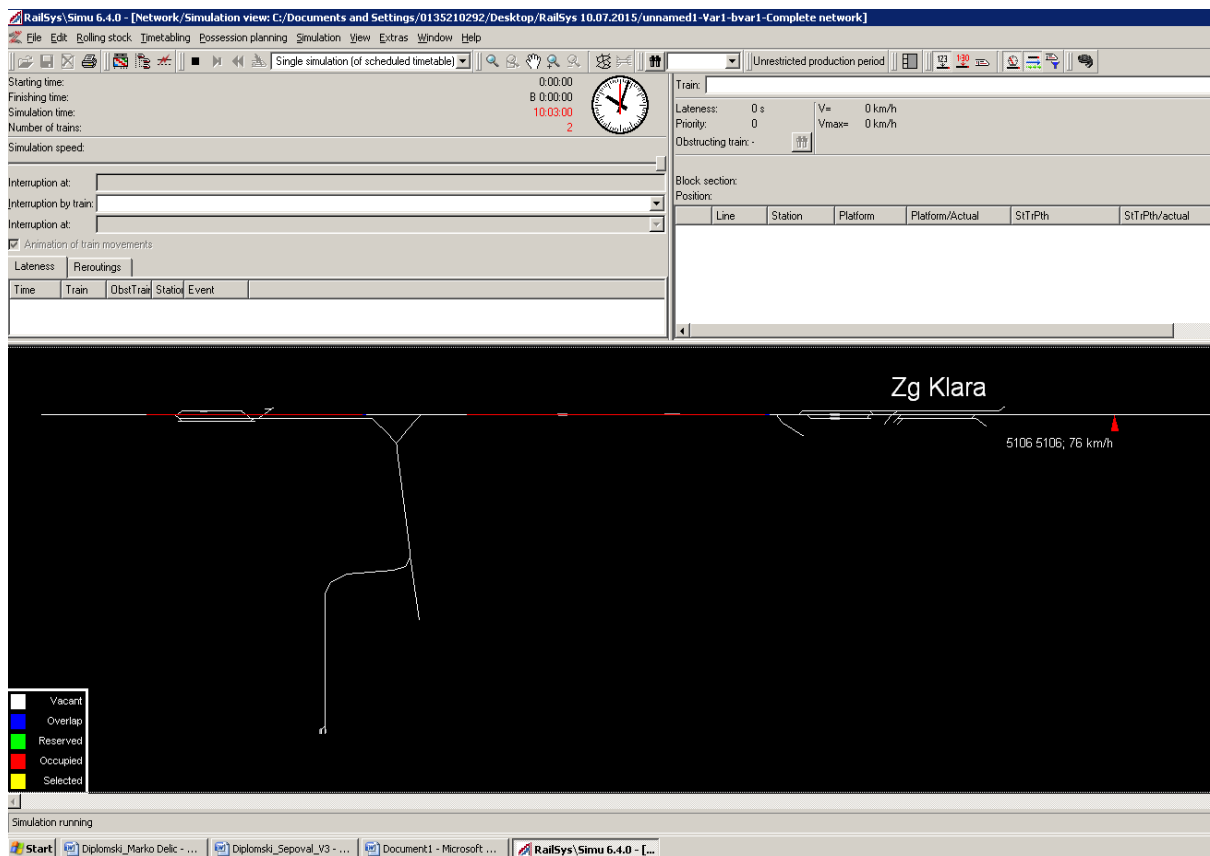 RailSys\Simu 6.4.0 - [Network/Simulation view: C:/Documents and Settings/0135210292/Desktop/RailSys 10.07.2015/unnamed1-Var1-bvar1-Complete network]
File Edit Rolling stock Timetabling Possession planning Simulation View Extras Window Help
Single simulation (of scheduled timetable) Unrestricted production period 123 130
Starting time: 0:00:00
Finishing time: B 0:00:00
Simulation time: 10:03:00
Number of trains: 2
Simulation speed:
Interruption at:
Interruption by train:
Interruption at:
Animation of train movements
Lateness Reroutings
Time Train ObstTrain Station Event
Train:
Lateness: 0 s V= 0 km/h
Priority: 0 Vmax= 0 km/h
Obstructing train: -
Block section:
Position:
Line Station Platform Platform/Actual StTrPth StTrPth/actual
Zg Klara
5106 5106; 76 km/h
Vacant
Overlap
Reserved
Occupied
Selected
Simulation running
Start Diplomski_Marko Delic - ... Diplomski_Sepoval_V3 - ... Document1 - Microsoft ... RailSys\Simu 6.4.0 - [...